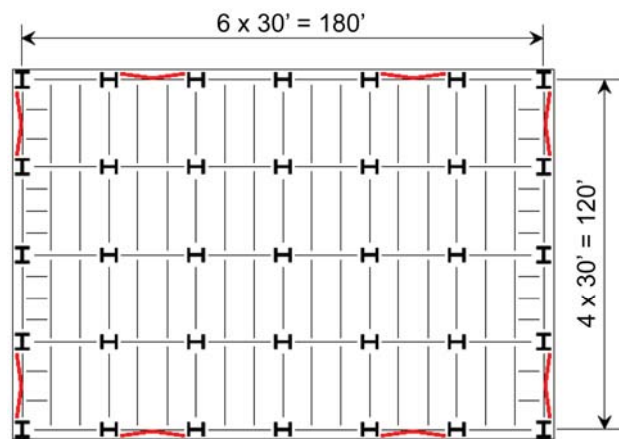 6 x 30’ = 180’
4 x 30’ = 120’